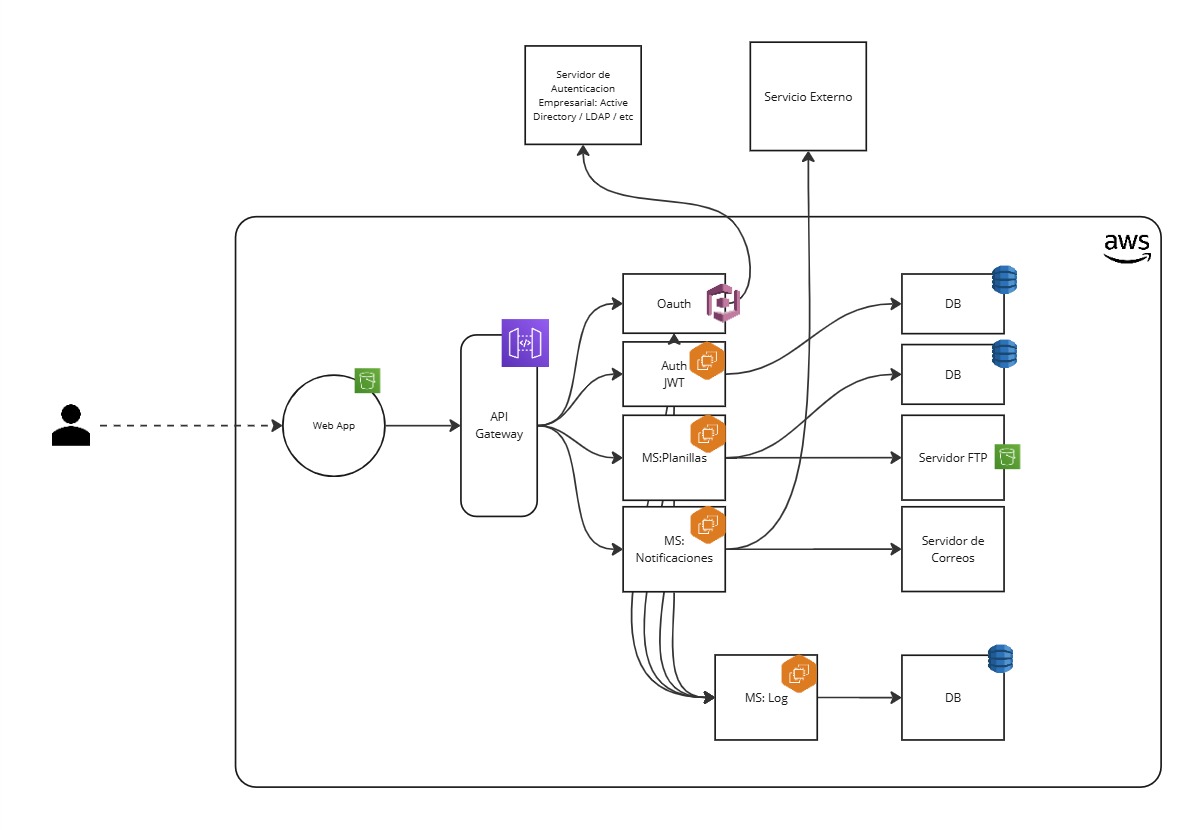 Servidor de
Autenticacion
Empresarial: Active
Directory / LDAP / etc
Servicio Externo
aws
Oauth
DB
Auth
JWT
DB
API
Gateway
Web App
MS:Planillas
Servidor FTP
MS:
Notificaciones
Servidor de
Correos
MS: Log
DB